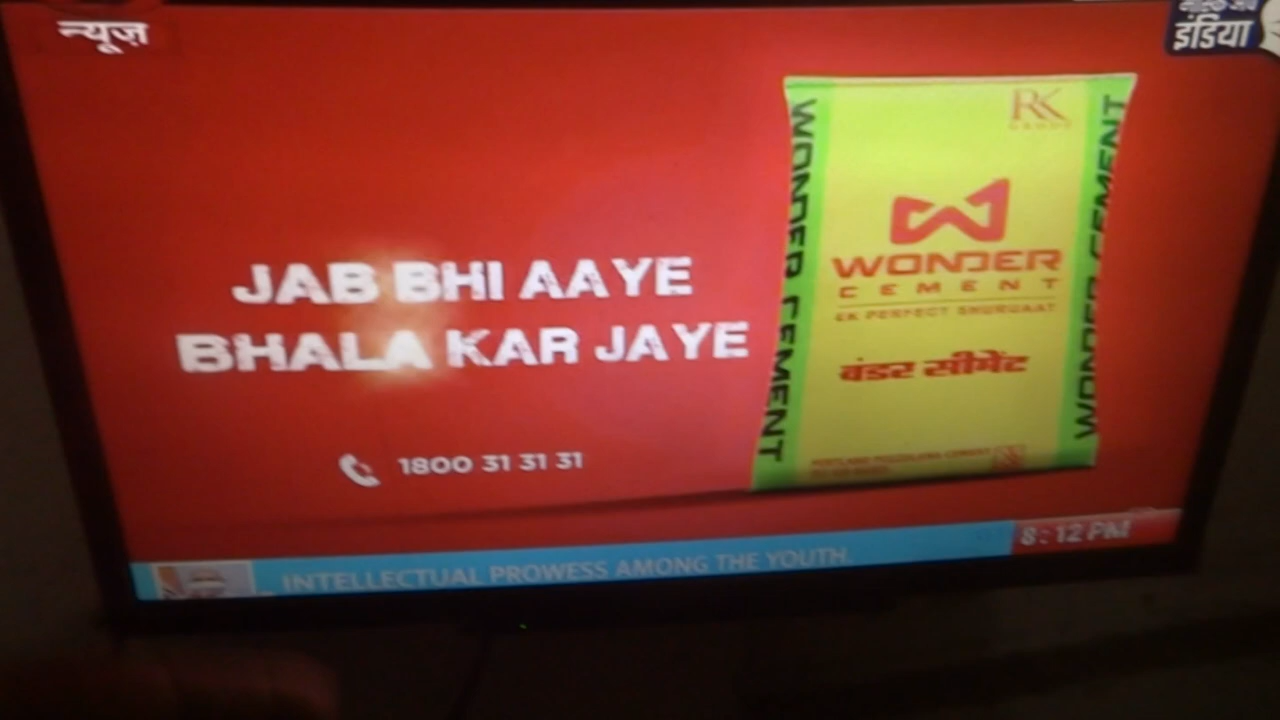 न्यूज़
इंडिया
RK
WONDER CEMENT
WONDER CEMENT
WONDER
CEMENT
EK PERFECT SHURUAAT
वंडर सीमेंट
JAB BHI AAYE
BHALA KAR JAYE
1800 31 31 31
8:12 PM
INTELLECTUAL PROWESS AMONG THE YOUTH.